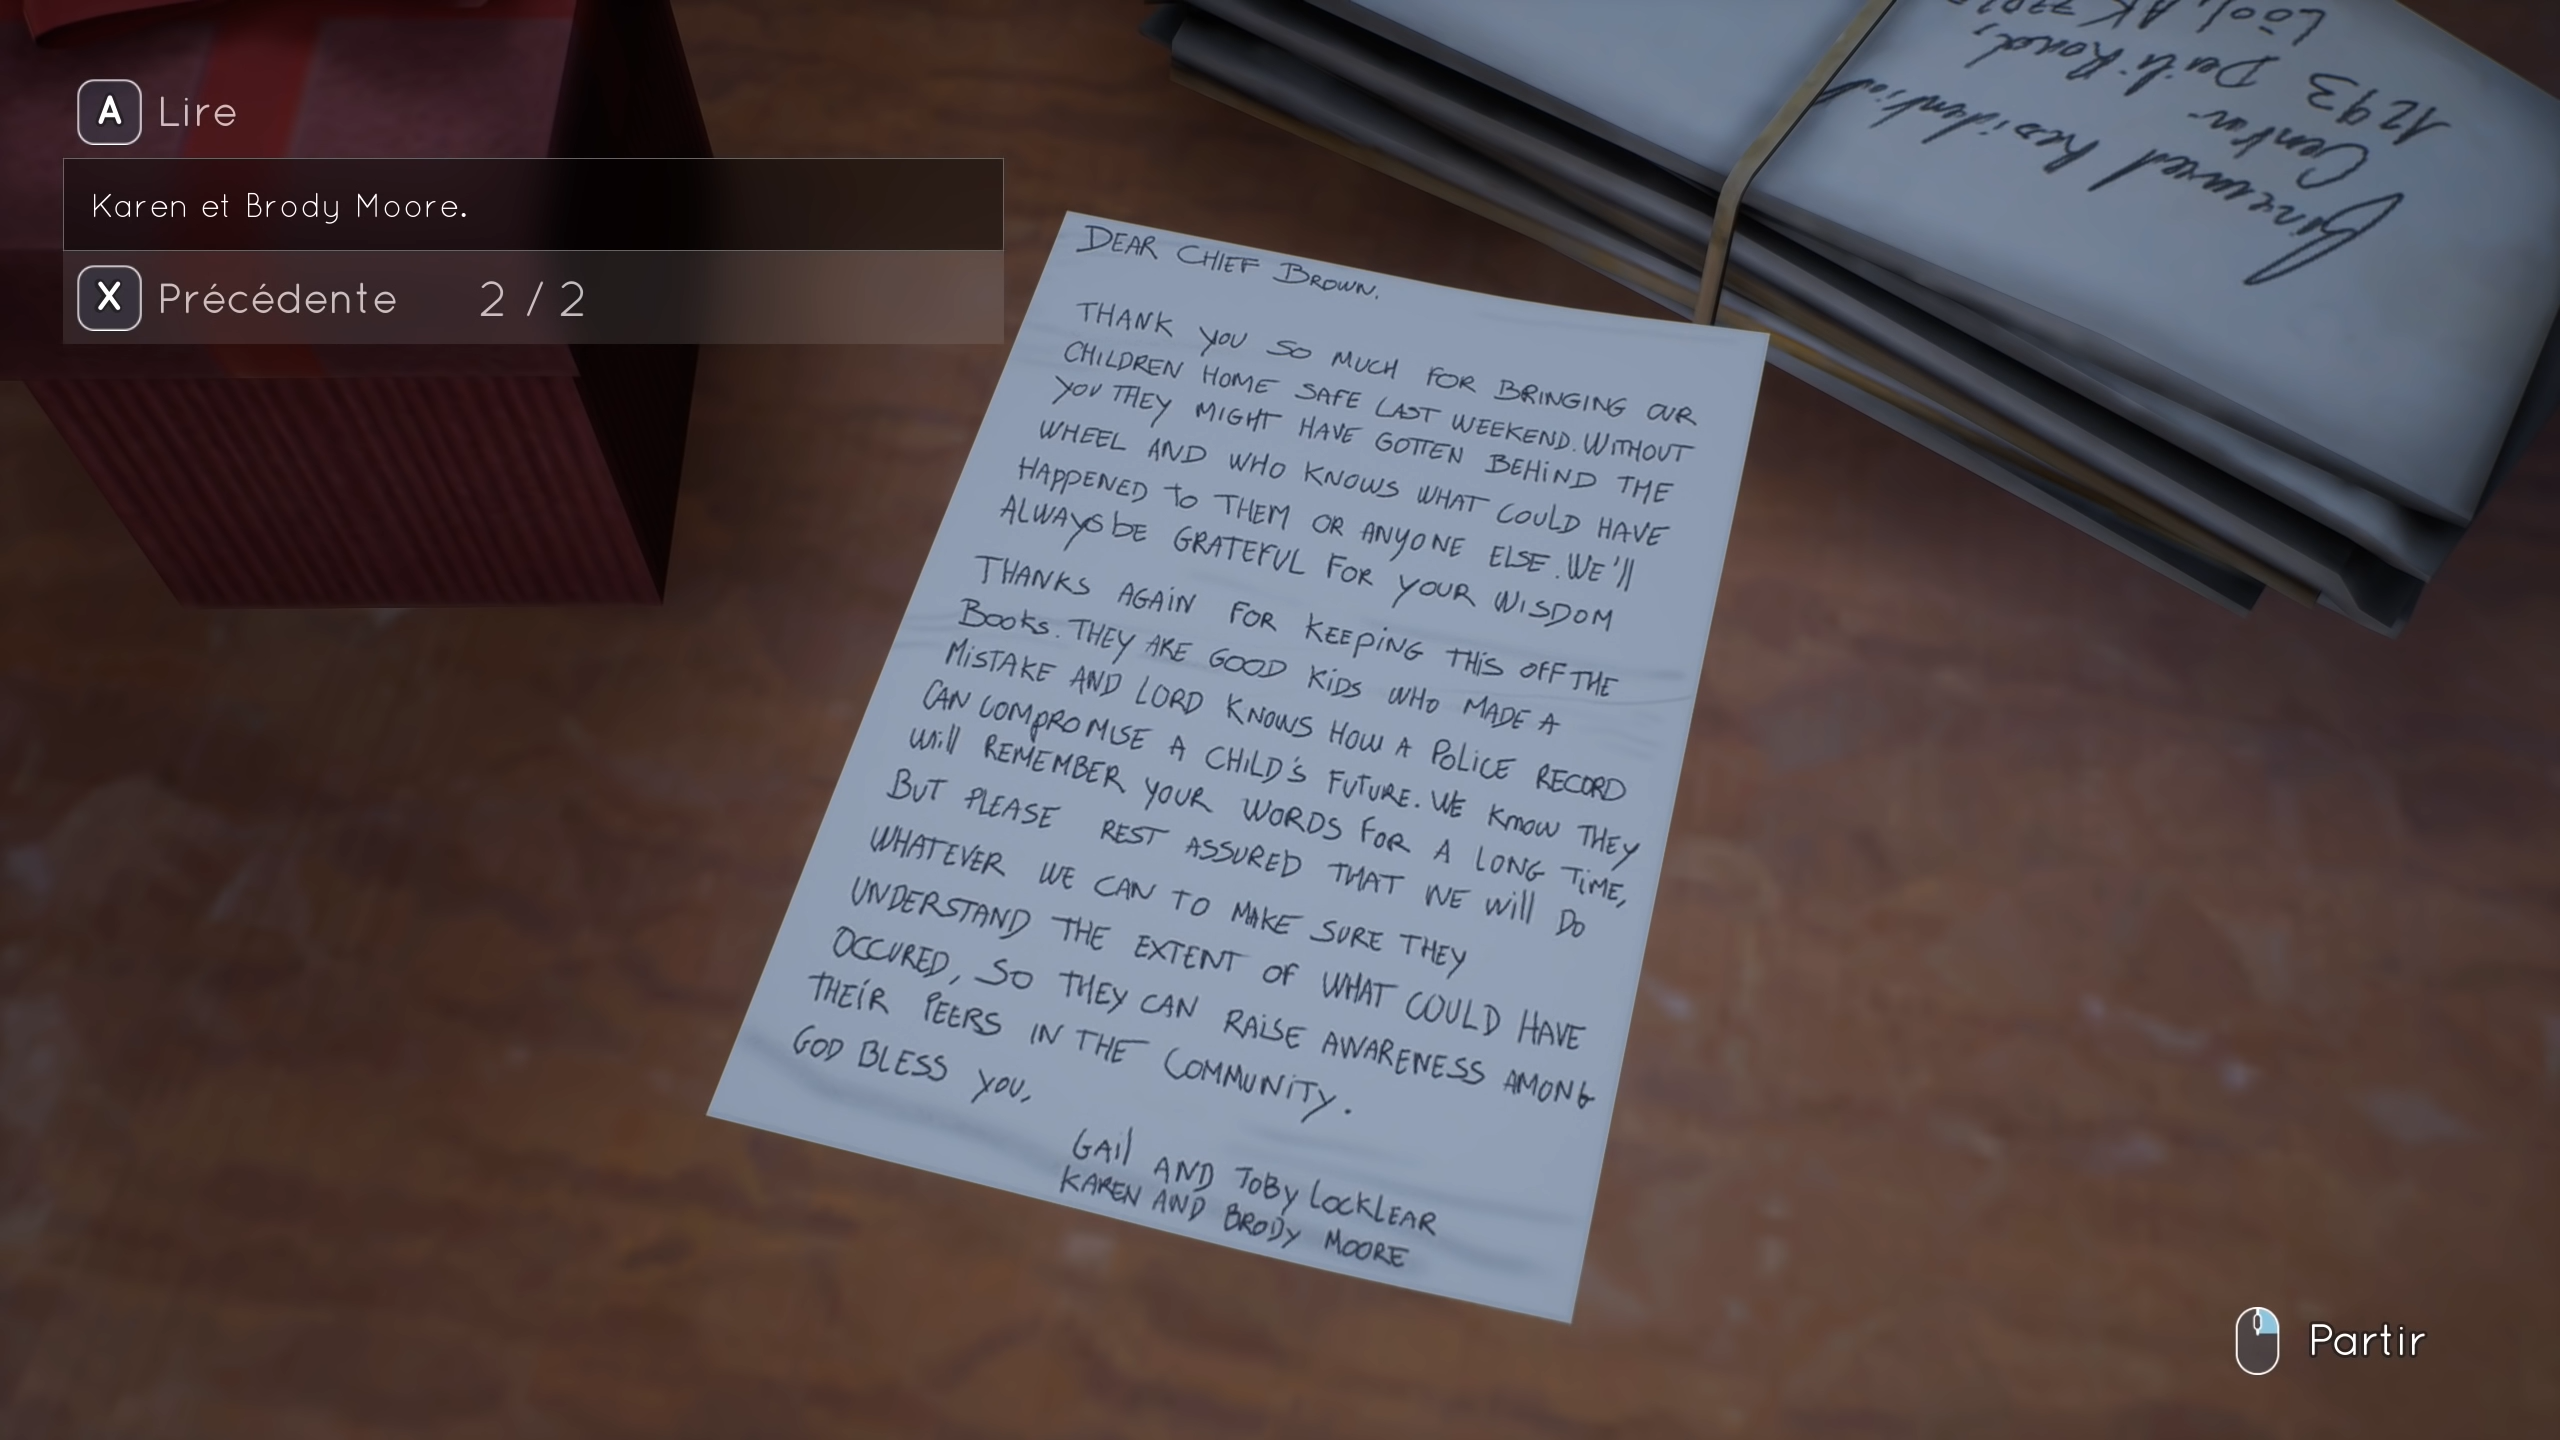 A Lire
Karen et Brody Moore.
X Précédente 2 / 2
DEAR CHIEF BROWN,
THANK YOU SO MUCH FOR BRINGING OUR
CHILDREN HOME SAFE LAST WEEKEND. WITHOUT
YOU THEY MIGHT HAVE GOTTEN BEHIND THE
WHEEL AND WHO KNOWS WHAT COULD HAVE
HAPPENED TO THEM OR ANYONE ELSE. WE'll
ALWAYS BE GRATEFUL FOR YOUR WISDOM
THANKS AGAIN FOR KEEPING THIS OFF THE
BOOKS. THEY ARE GOOD KIDS WHO MADE A
MISTAKE AND LORD KNOWS HOW A POLICE RECORD
CAN COMPROMISE A CHILD'S FUTURE. WE KNOW THEY
Will REMEMBER YOUR WORDS FOR A LONG TIME,
BUT PLEASE REST ASSURED THAT WE Will DO
WHATEVER WE CAN TO MAKE SURE THEY
UNDERSTAND THE EXTENT OF WHAT COULD HAVE
OCCURED, SO THEY CAN RAISE AWARENESS AMONG
THEIR PEERS IN THE COMMUNITY.
GOD BLESS YOU,
GAIl AND TOBY LOCKLEAR
KAREN AND BRODY MOORE
Residential
Center
1293
Partir